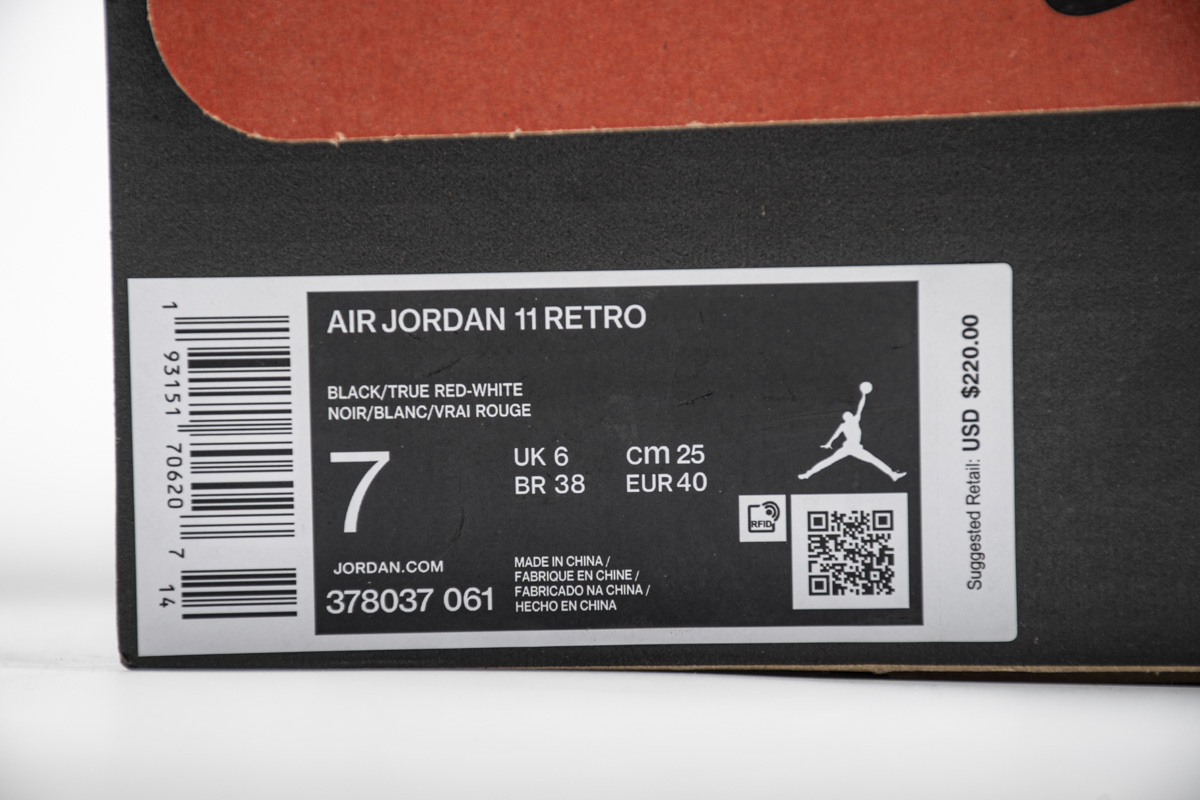 AIR JORDAN 11 RETRO
BLACK/TRUE RED-WHITE
NOIR/BLANC/VRAI ROUGE
7
UK 6
cm 25
BR 38
EUR 40
JORDAN.COM
378037 061
MADE IN CHINA /
FABRIQUE EN CHINE /
FABRICADO NA CHINA /
HECHO EN CHINA
RFID
Suggested Retail: USD $220.00
1 93151 70620 7 14